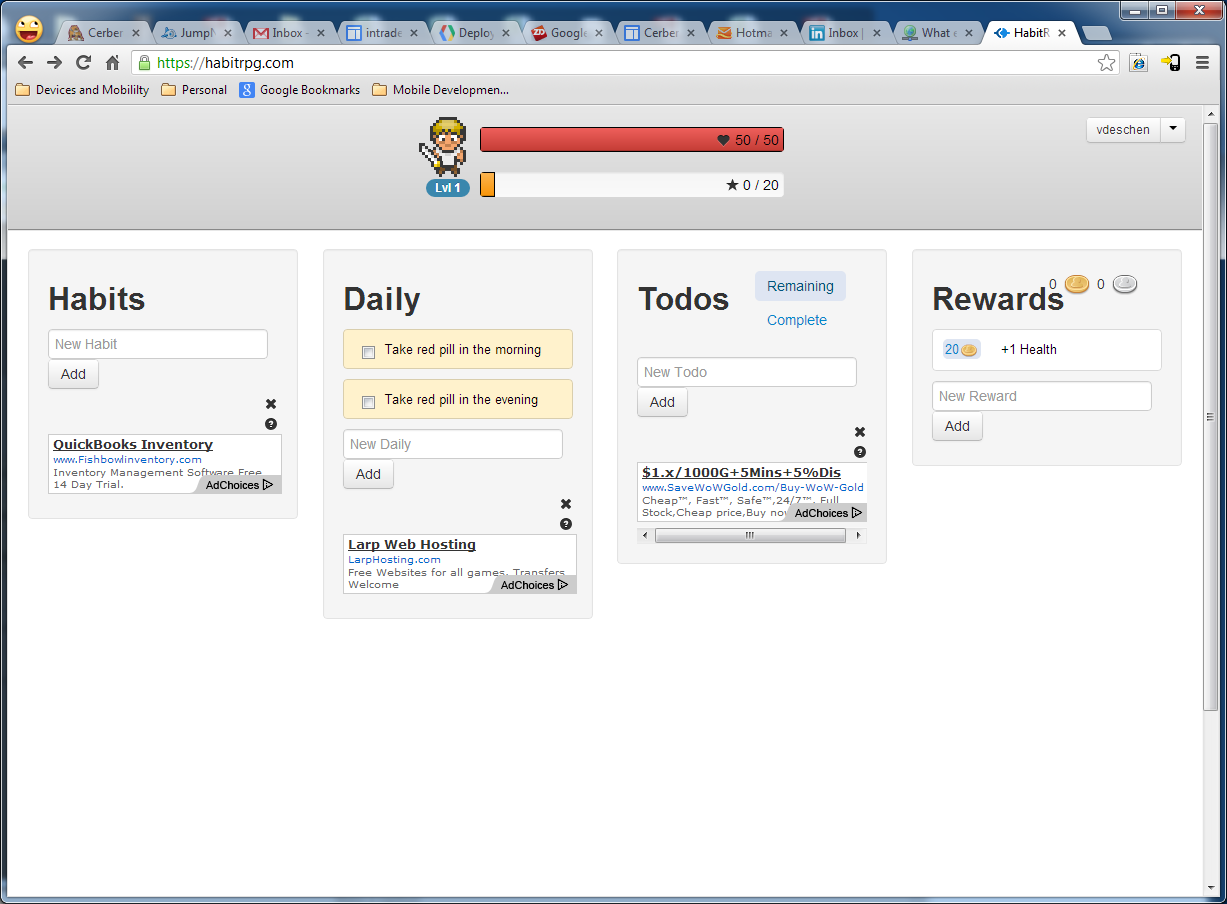 Cerber
JumpN
Inbox -
intrade
Deploy
Google
Cerber
Hotma
Inbox |
What e
HabitR
https://habitrpg.com
Devices and Mobililty
Personal
8 Google Bookmarks
Mobile Developmen...
50 / 50
vdeschen
Lvl 1
0 / 20
Habits
New Habit
Add
QuickBooks Inventory
www.FishbowlInventory.com
Inventory Management Software Free
14 Day Trial.
AdChoices
Daily
Take red pill in the morning
Take red pill in the evening
New Daily
Add
Larp Web Hosting
LarpHosting.com
Free Websites for all games. Transfers
Welcome
AdChoices
Todos
Remaining
Complete
New Todo
Add
$1.x/1000G+5Mins+5%Dis
www.SaveWoWGold.com/Buy-WoW-Gold
Cheap™, Fast™, Safe™,24/7™, Full
Stock,Cheap price,Buy now
AdChoices
Rewards
0 0
20 +1 Health
New Reward
Add